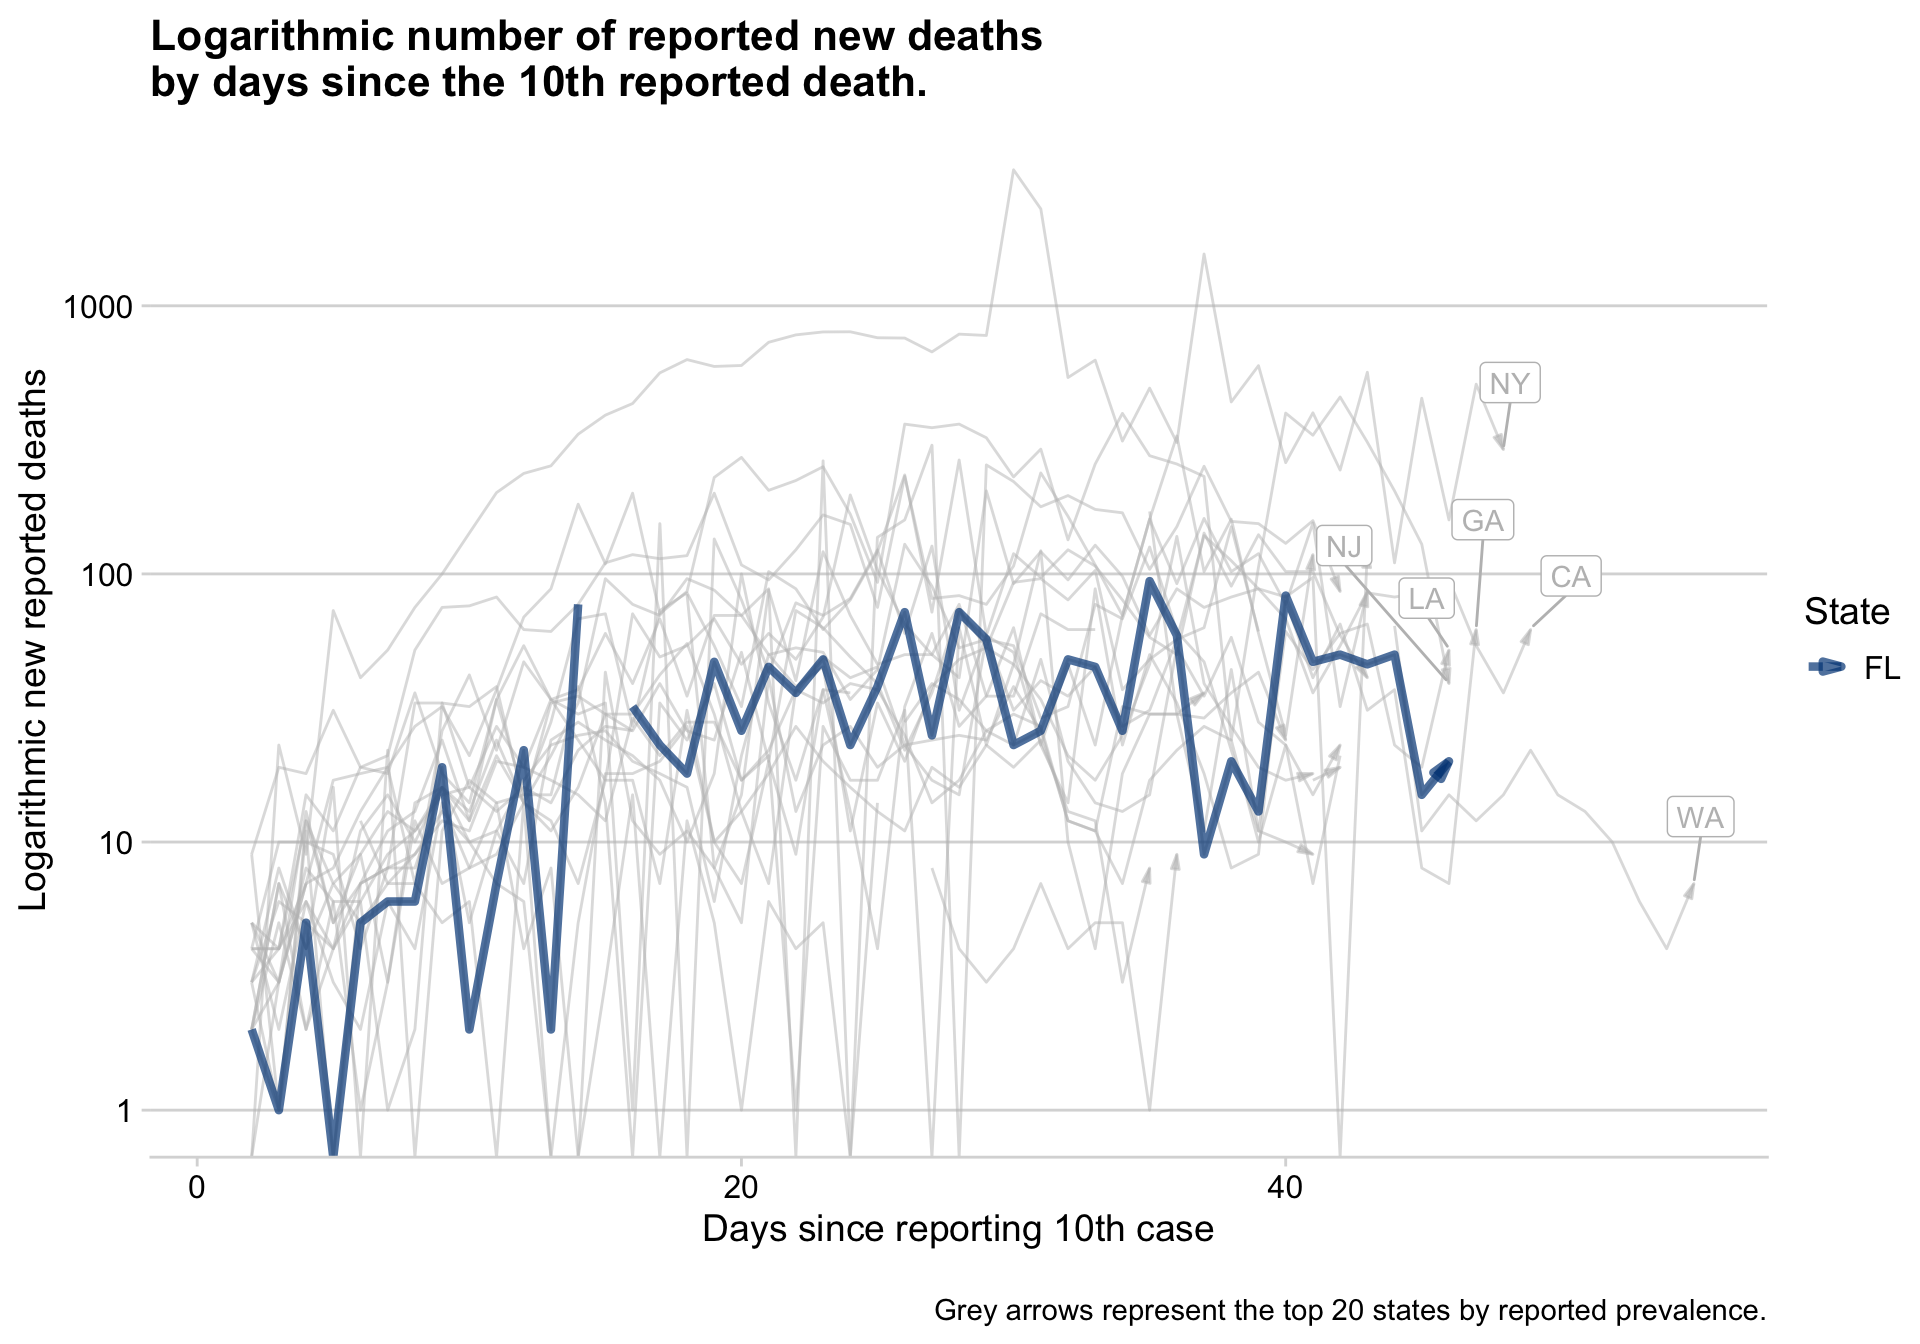 Logarithmic number of reported new deaths
by days since the 10th reported death.
Logarithmic new reported deaths
1000
100
10
1
NY
GA
NJ
CA
LA
WA
State
FL
0
20
40
Days since reporting 10th case
Grey arrows represent the top 20 states by reported prevalence.